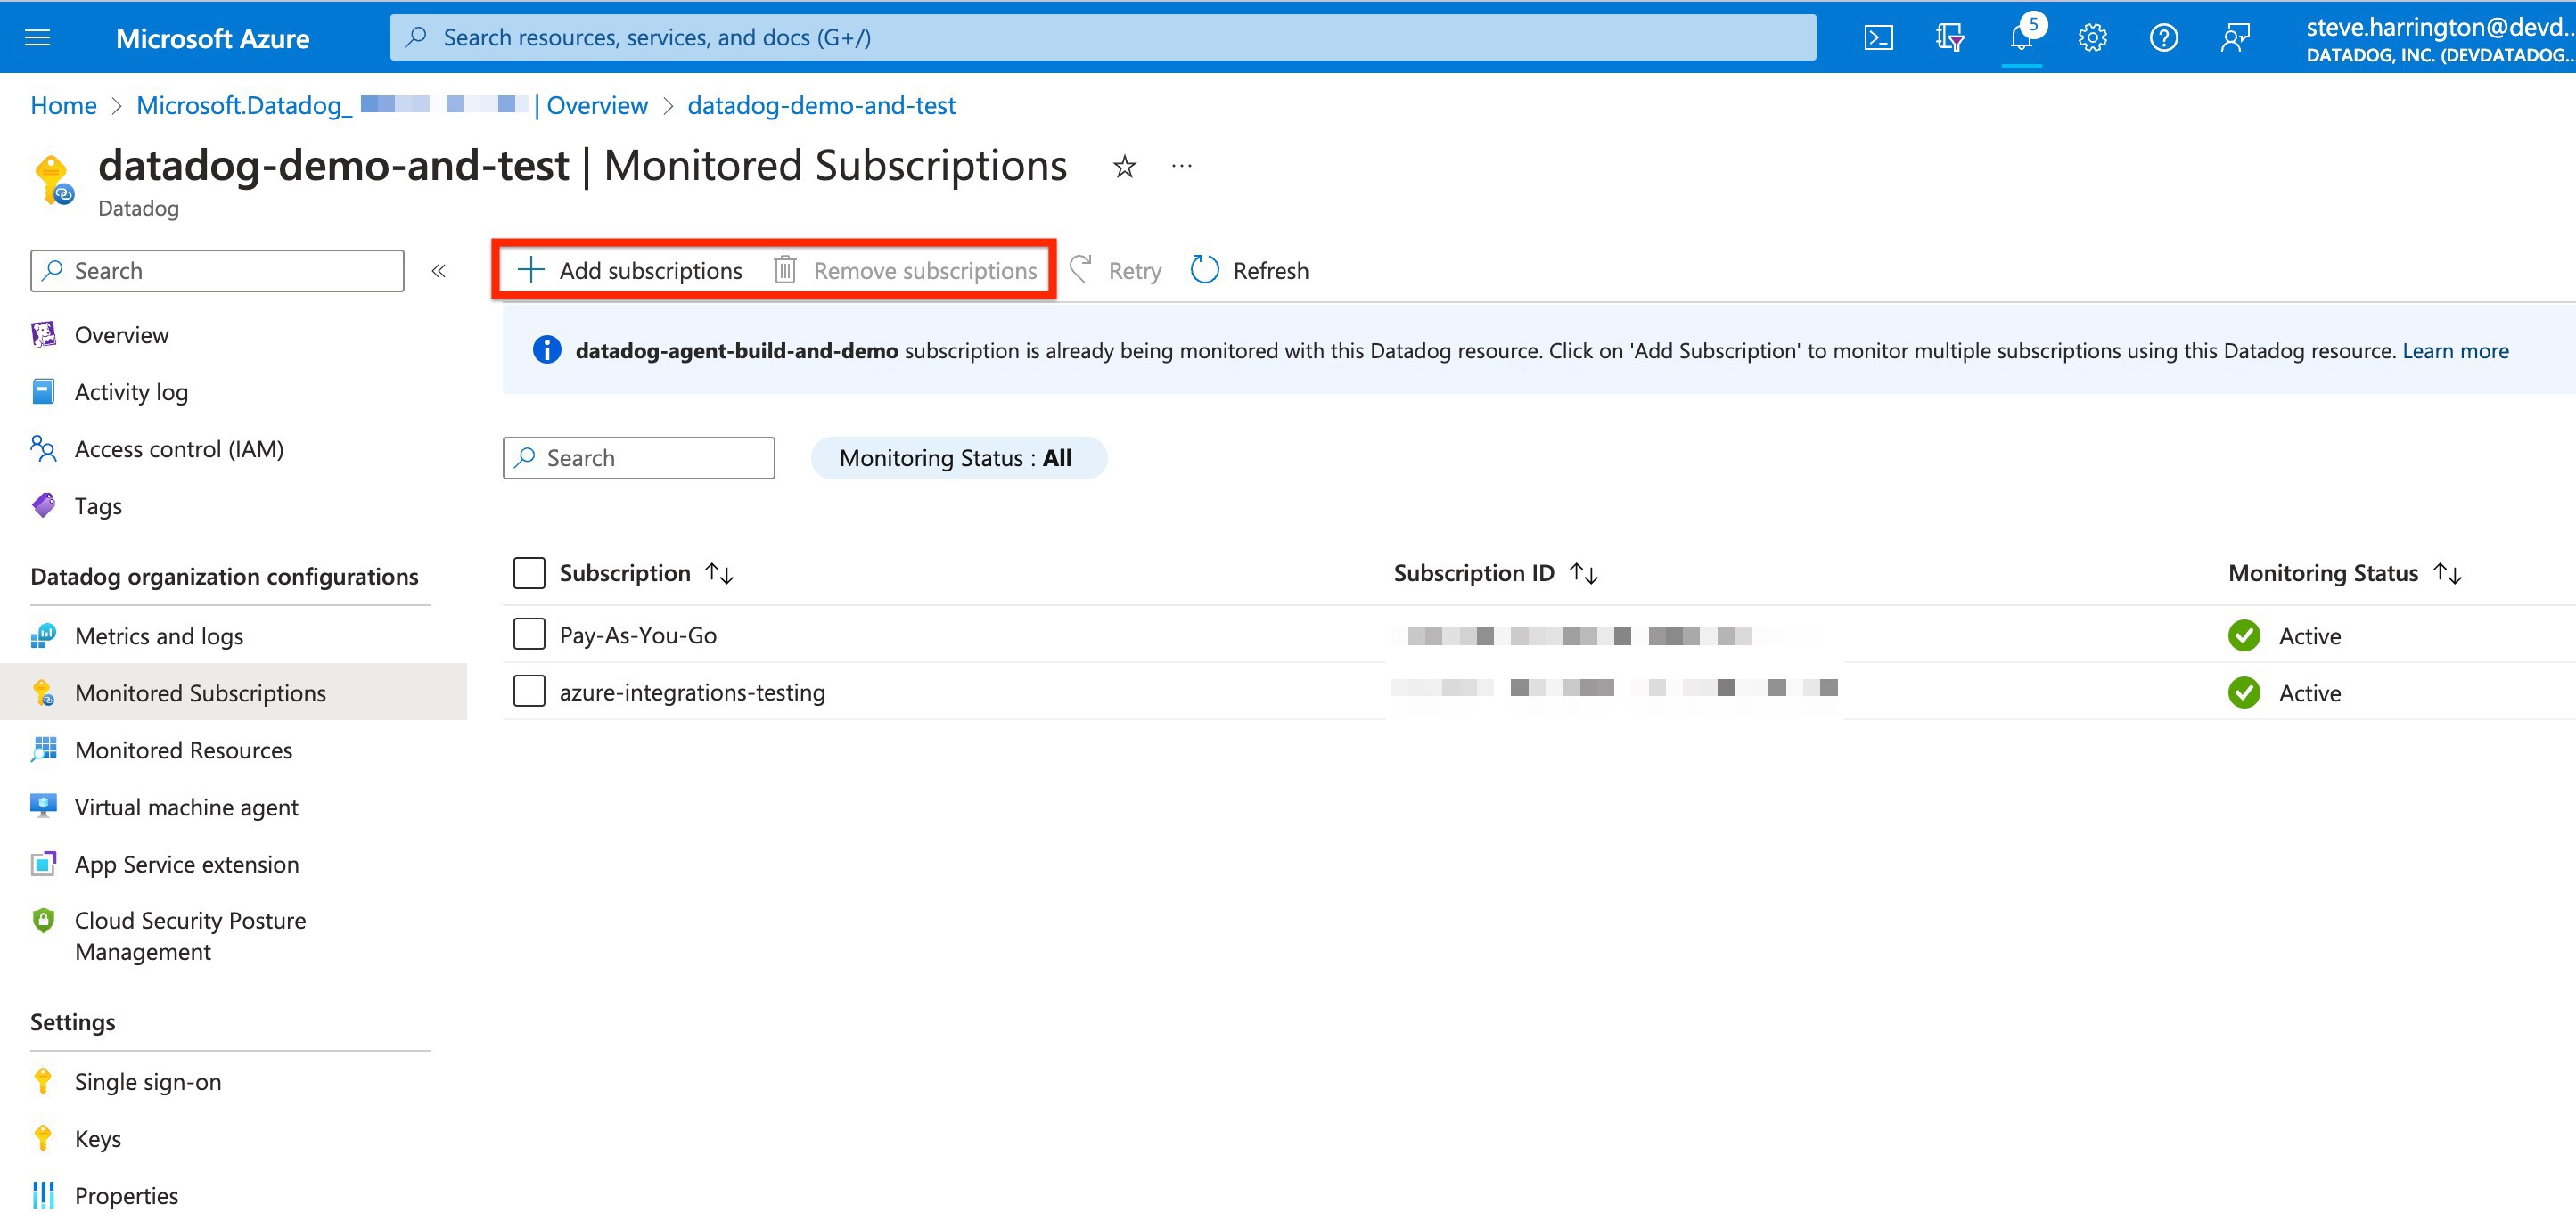 Microsoft Azure
Search resources, services, and docs (G+/)
5
steve.harrington@devd...
DATADOG, INC. (DEVDATADOG...
Home > Microsoft.Datadog_ | Overview > datadog-demo-and-test
datadog-demo-and-test | Monitored Subscriptions
Datadog
Search
Overview
Activity log
Access control (IAM)
Tags
Datadog organization configurations
Metrics and logs
Monitored Subscriptions
Monitored Resources
Virtual machine agent
App Service extension
Cloud Security Posture
Management
Settings
Single sign-on
Keys
Properties
Add subscriptions Remove subscriptions Retry Refresh
datadog-agent-build-and-demo subscription is already being monitored with this Datadog resource. Click on 'Add Subscription' to monitor multiple subscriptions using this Datadog resource. Learn more
Search Monitoring Status : All
Subscription Subscription ID Monitoring Status
Pay-As-You-Go Active
azure-integrations-testing Active